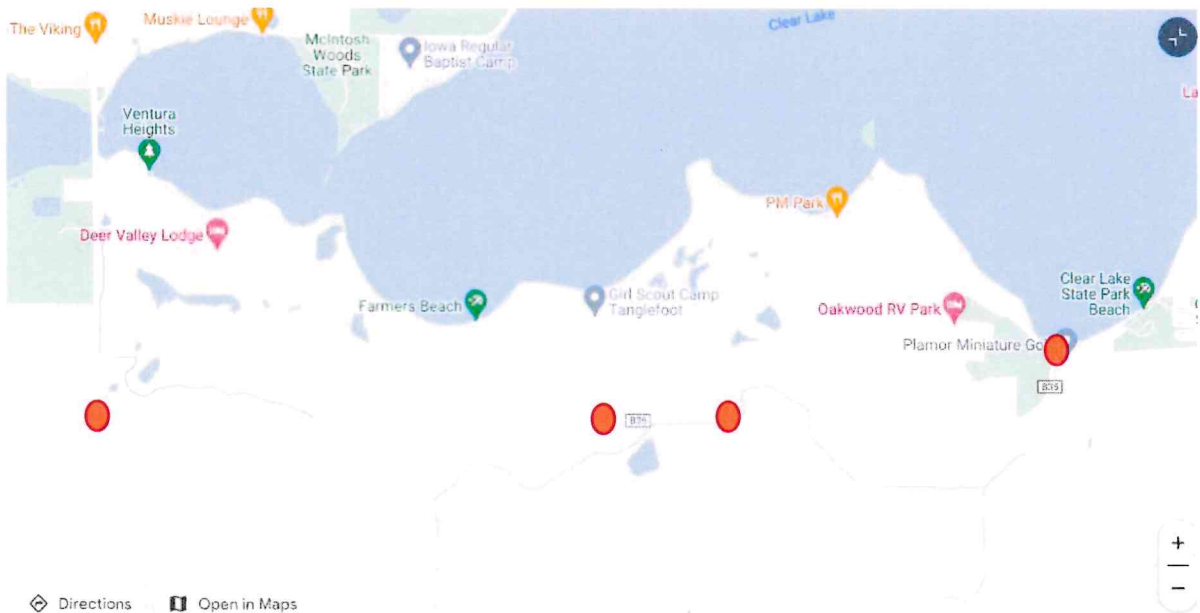 The Viking
Muskie Lounge
McIntosh
Woods
State Park
Iowa Regular
Baptist Camp
Clear Lake
La
Ventura
Heights
Deer Valley Lodge
PM Park
Farmers Beach
Girl Scout Camp
Tanglefoot
Oakwood RV Park
Clear Lake
State Park
Beach
Plamor Miniature Go
B35
B35
+
−
Directions
Open in Maps